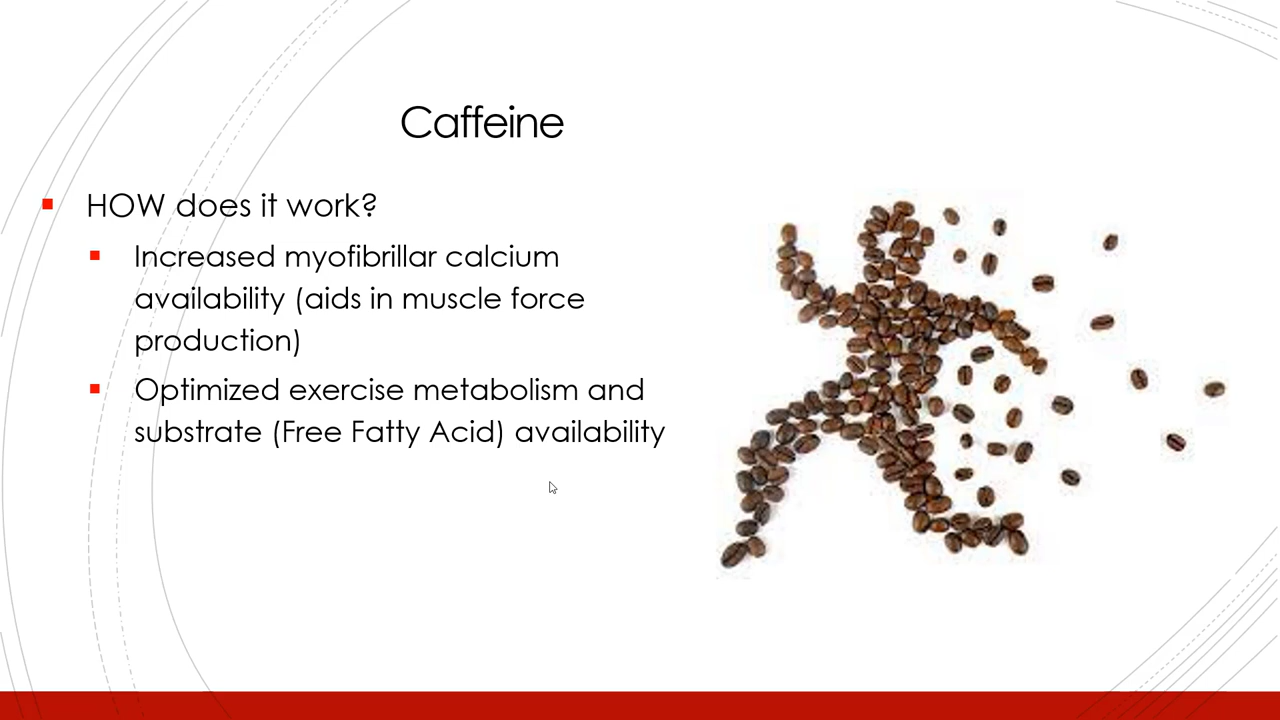 Caffeine
HOW does it work?
Increased myofibrillar calcium
availability (aids in muscle force
production)
Optimized exercise metabolism and
substrate (Free Fatty Acid) availability